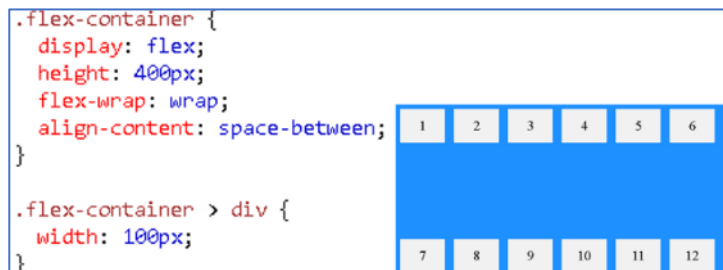 .flex-container {
  display: flex;
  height: 400px;
  flex-wrap: wrap;
  align-content: space-between;
}
.flex-container > div {
  width: 100px;
}
1 2 3 4 5 6
7 8 9 10 11 12